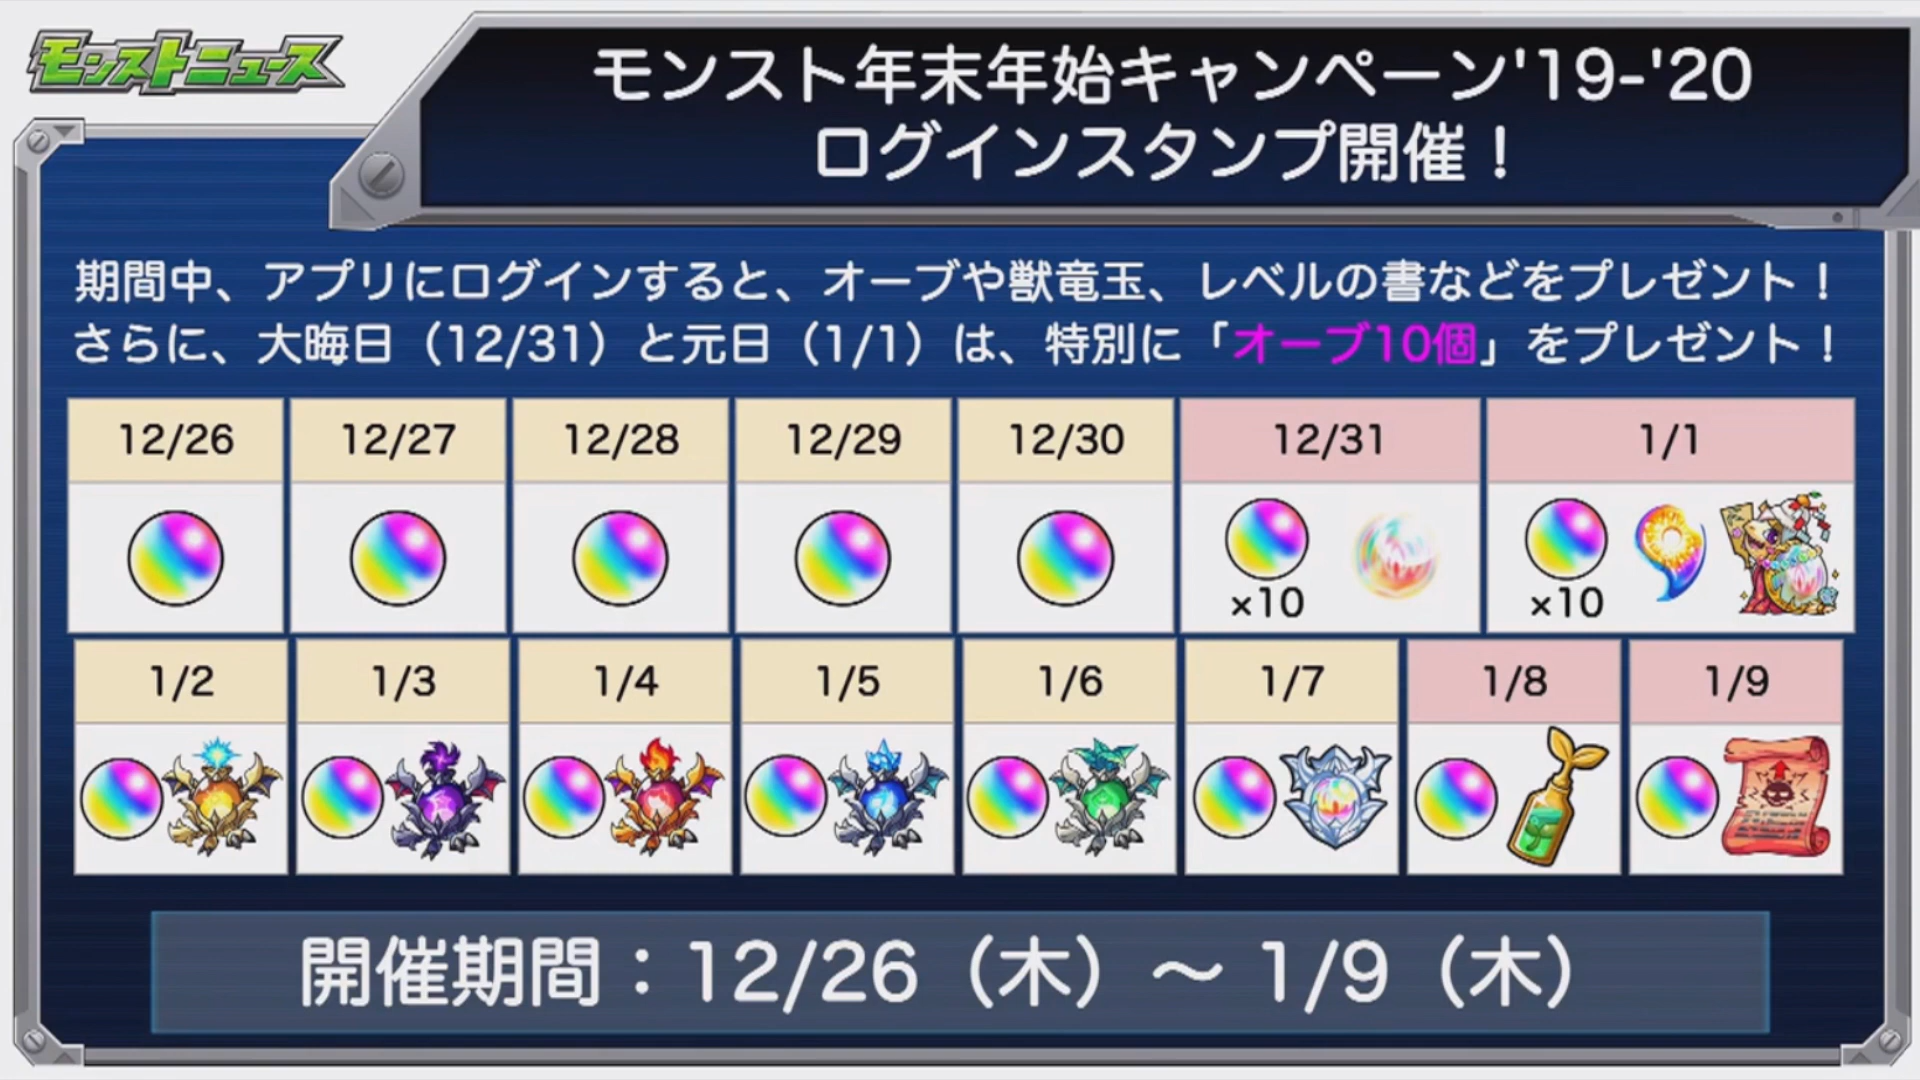 モンストニュース
モンスト年末年始キャンペーン'19-'20
ログインスタンプ開催！
期間中、アプリにログインすると、オーブや獣竜玉、レベルの書などをプレゼント！
さらに、大晦日（12/31）と元日（1/1）は、特別に「オーブ10個」をプレゼント！
12/26 12/27 12/28 12/29 12/30 12/31 1/1
×10 ×10
1/2 1/3 1/4 1/5 1/6 1/7 1/8 1/9
開催期間：12/26（木）～ 1/9（木）